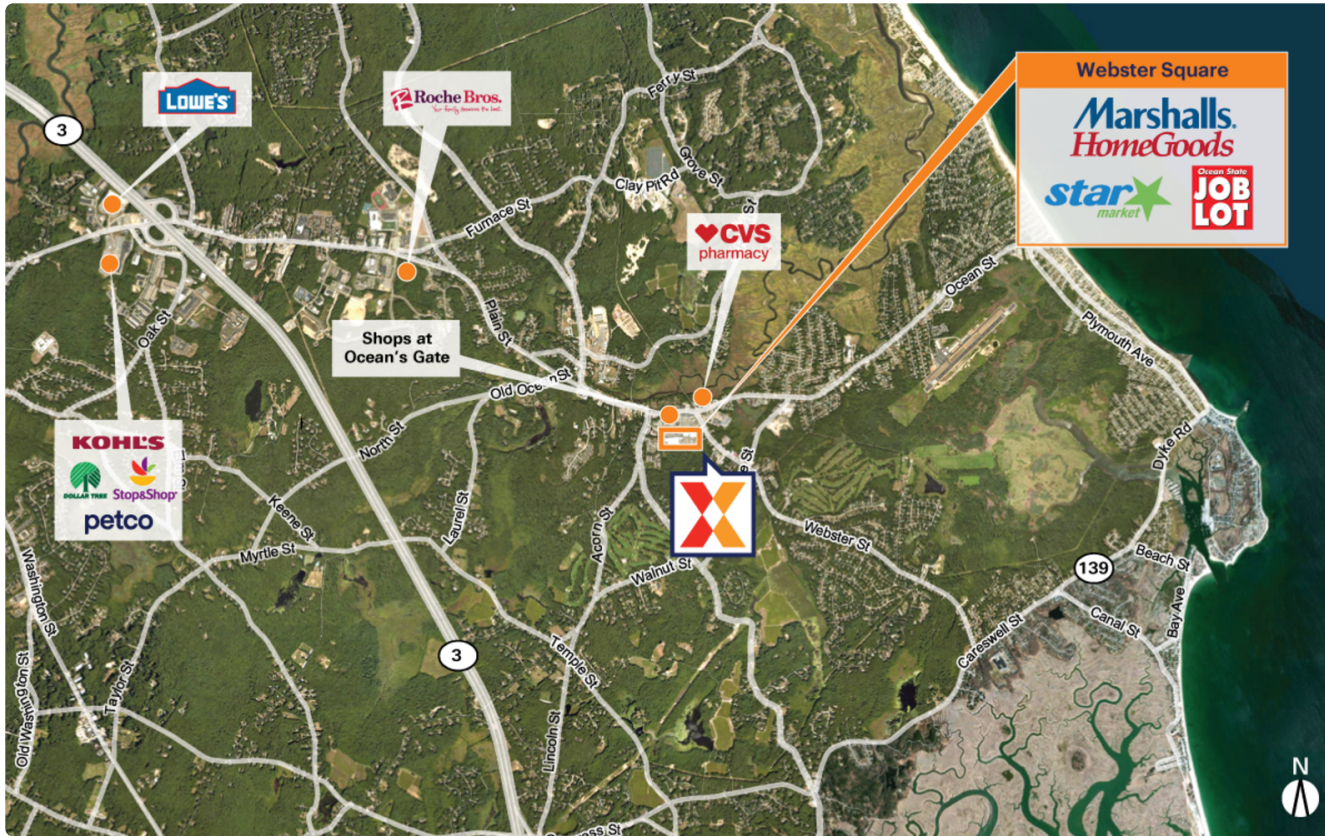 Webster Square
Marshalls.
HomeGoods
star
market
Ocean State
JOB
LOT
LOWE'S
Roche Bros.
3
Ferry St
Grove St
Clay Pit Rd
Furnace St
St
CVS
pharmacy
Ocean St
Plymouth Ave
Plain St
Shops at
Ocean's Gate
Oak St
Old Ocean St
North St
Dyke Rd
KOHL'S
DOLLAR TREE
Stop&Shop
petco
Keene St
Laurel St
Acorn St
Webster St
Myrtle St
Walnut St
139
Beach St
Washington St
Canal St
Bay Ave
Careswell St
3
Temple St
Taylor St
Old Washington St
Lincoln St
N